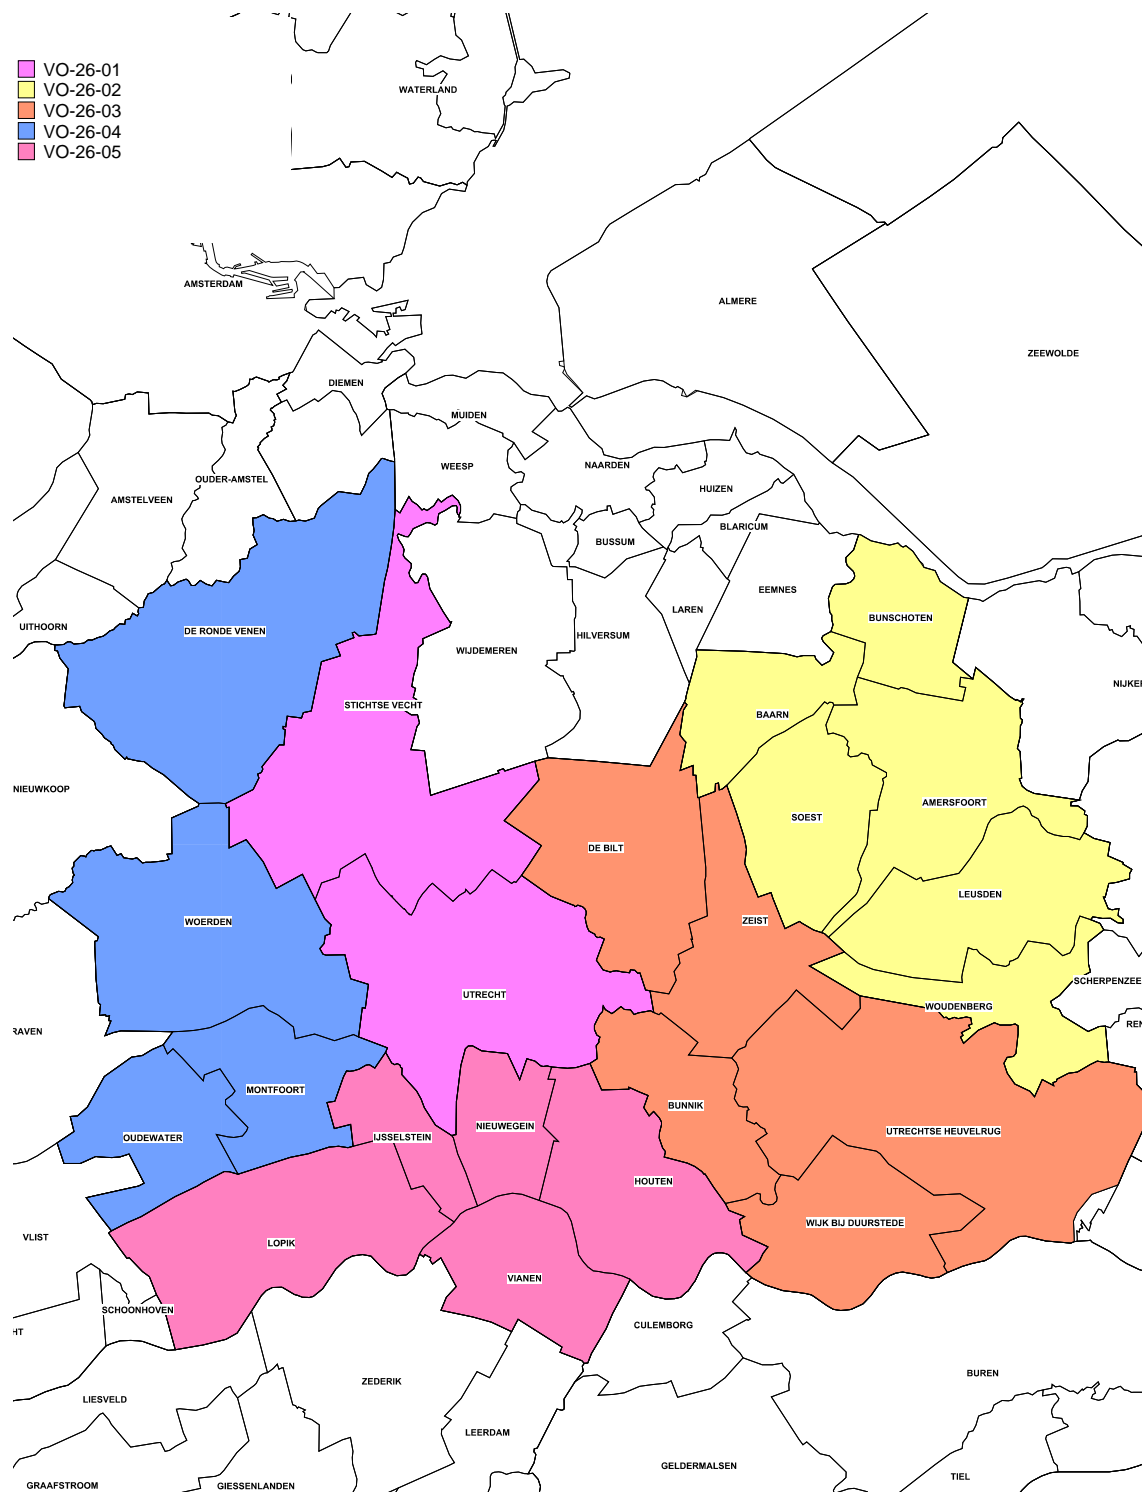 VO-26-01
VO-26-02
VO-26-03
VO-26-04
VO-26-05
WATERLAND
AMSTERDAM
ALMERE
ZEEWOLDE
DIEMEN
MUIDEN
WEESP
NAARDEN
OUDER-AMSTEL
HUIZEN
AMSTELVEEN
BLARICUM
BUSSUM
EEMNES
LAREN
BUNSCHOTEN
UITHOORN
DE RONDE VENEN
HILVERSUM
WIJDEMEREN
NIJKE
STICHTSE VECHT
BAARN
NIEUWKOOP
AMERSFOORT
SOEST
DE BILT
LEUSDEN
WOERDEN
ZEIST
SCHERPENZEE
UTRECHT
WOUDENBERG
RAVEN
REN
MONTFOORT
BUNNIK
NIEUWEGEIN
UTRECHTSE HEUVELRUG
OUDEWATER
IJSSELSTEIN
HOUTEN
WIJK BIJ DUURSTEDE
VLIST
LOPIK
VIANEN
SCHOONHOVEN
CULEMBORG
HT
BUREN
ZEDERIK
LIESVELD
LEERDAM
GELDERMALSEN
TIEL
GRAAFSTROOM
GIESSENLANDEN